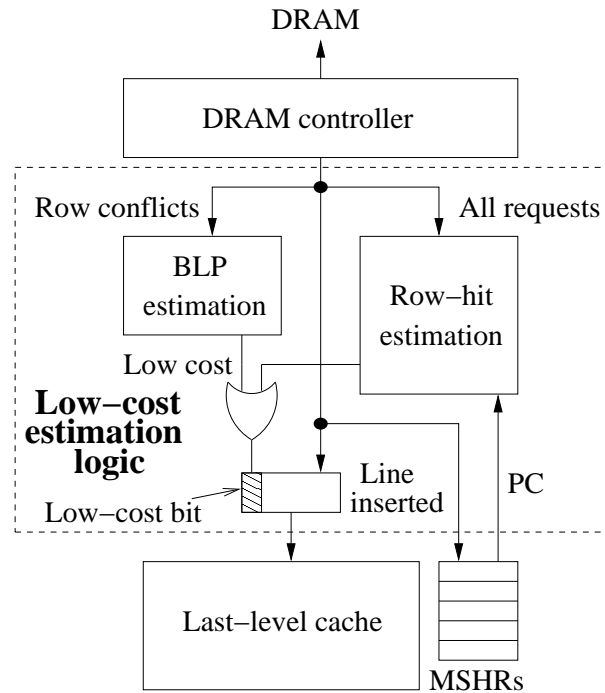 DRAM
DRAM controller
Row conflicts
All requests
BLP
estimation
Row−hit
estimation
Low cost
Low−cost
estimation
logic
Line
inserted
Low−cost bit
PC
Last−level cache
MSHRs